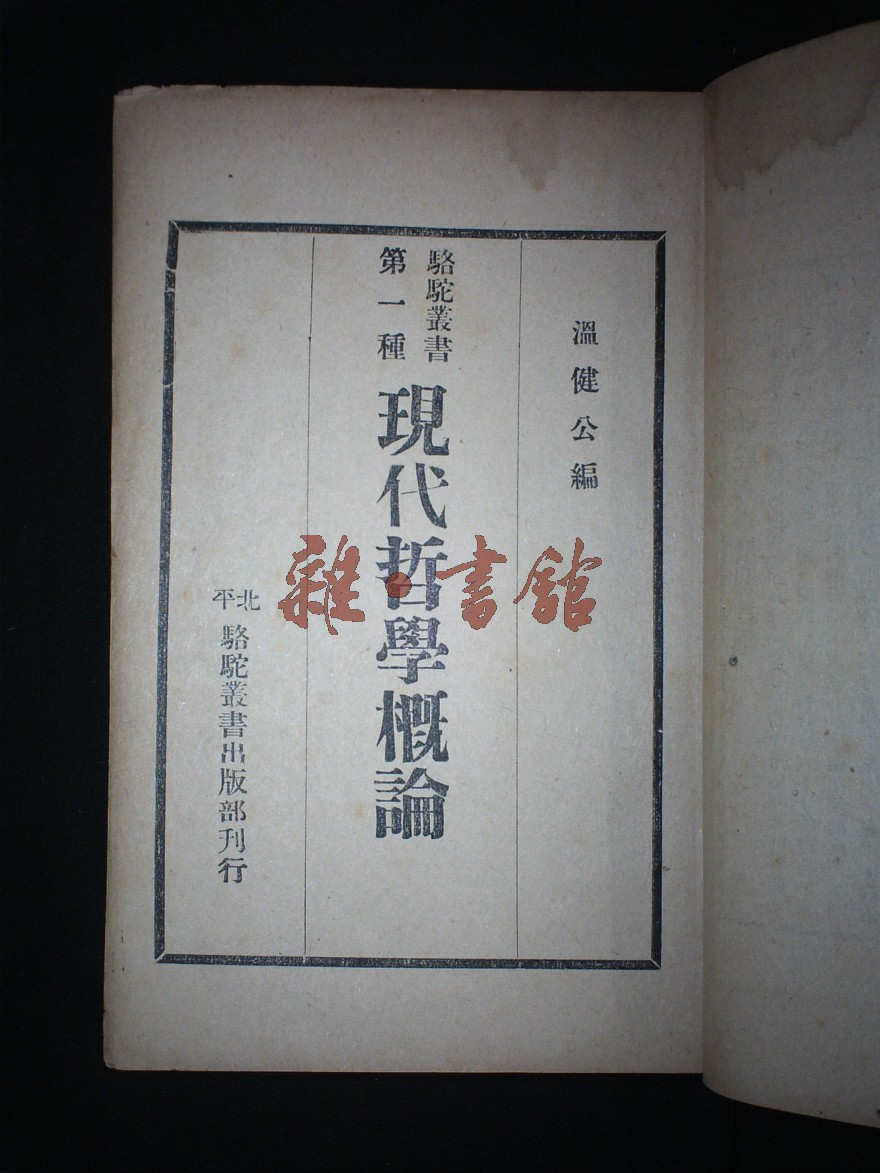 溫健公編
駱駝叢書
第一種
現代哲學概論
北平
駱駝叢書出版部刊行
雜·書館